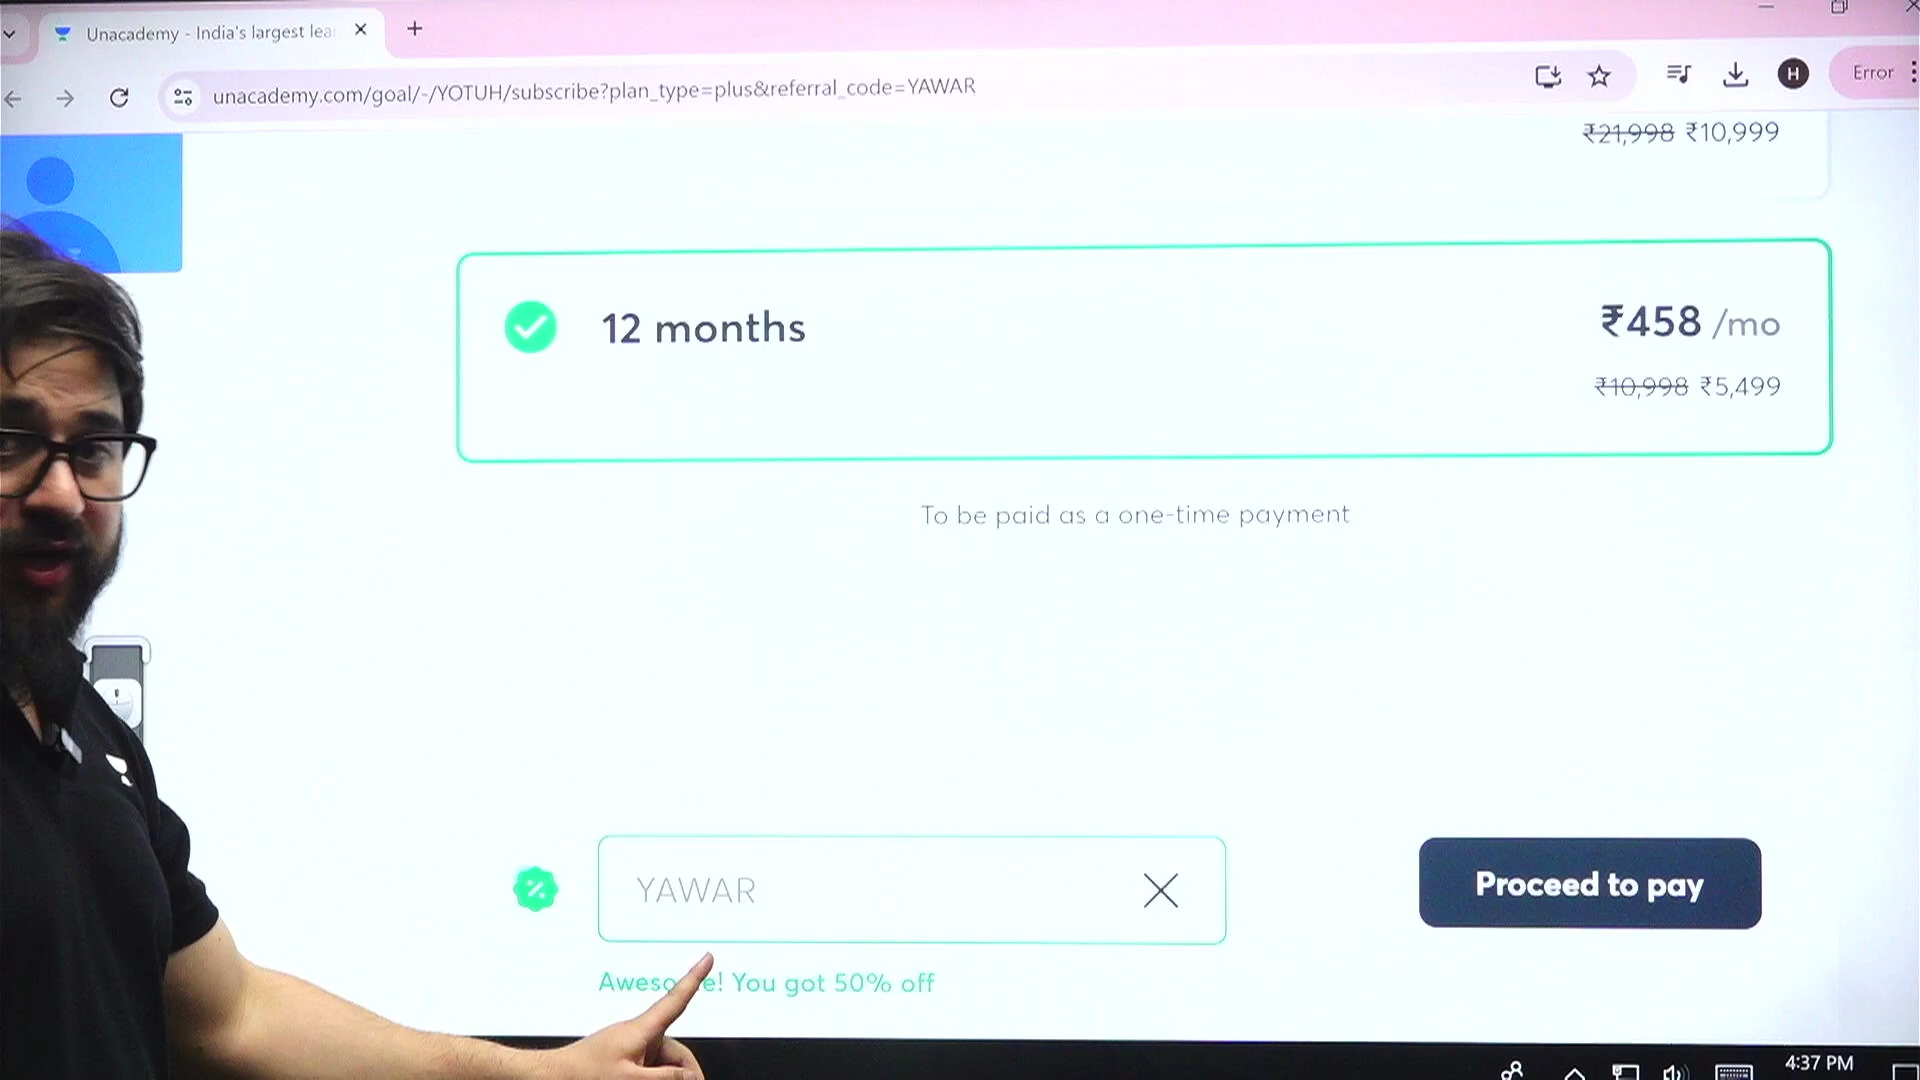 Unacademy - India's largest lea
unacademy.com/goal/-/YOTUH/subscribe?plan_type=plus&referral_code=YAWAR
H
Error
₹21,998 ₹10,999
12 months
₹458 /mo
₹10,998 ₹5,499
To be paid as a one-time payment
YAWAR
Proceed to pay
Awesome! You got 50% off
4:37 PM